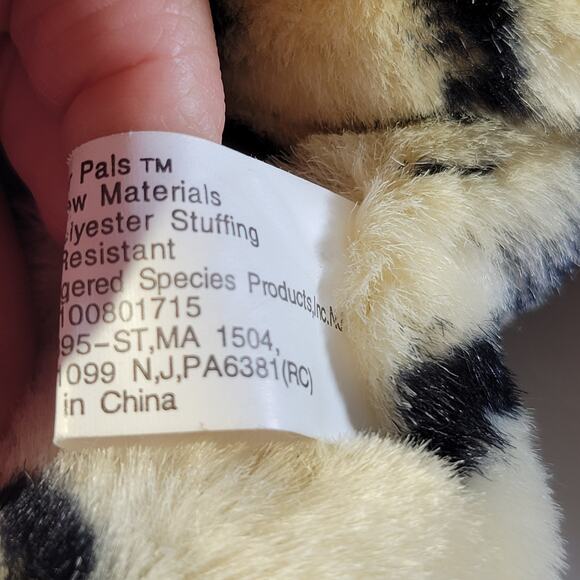 Pals TM
ew Materials
lyester Stuffing
Resistant
gered Species Products,Inc.
100801715
95-ST,MA 1504,
1099 N,J,PA6381(RC)
in China